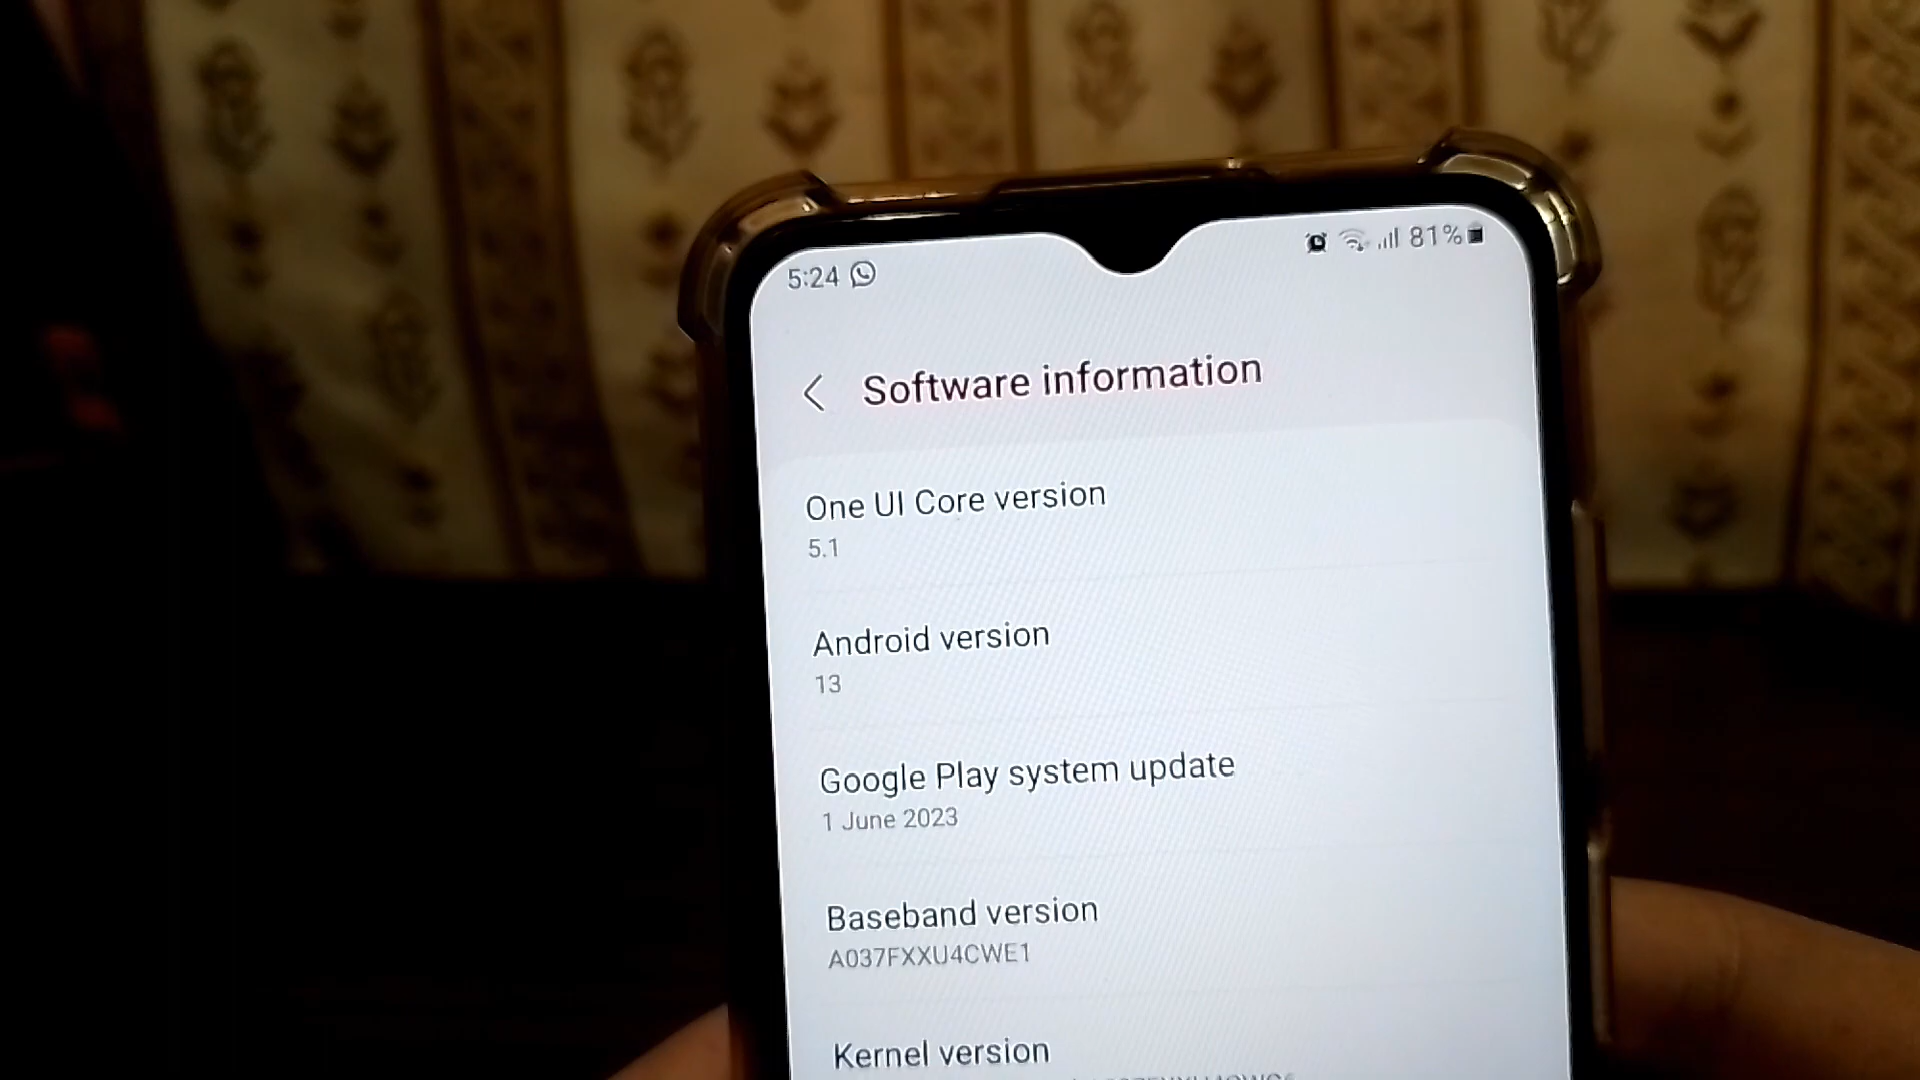 5:24 81%
Software information
One UI Core version
5.1
Android version
13
Google Play system update
1 June 2023
Baseband version
A037FXXU4CWE1
Kernel version